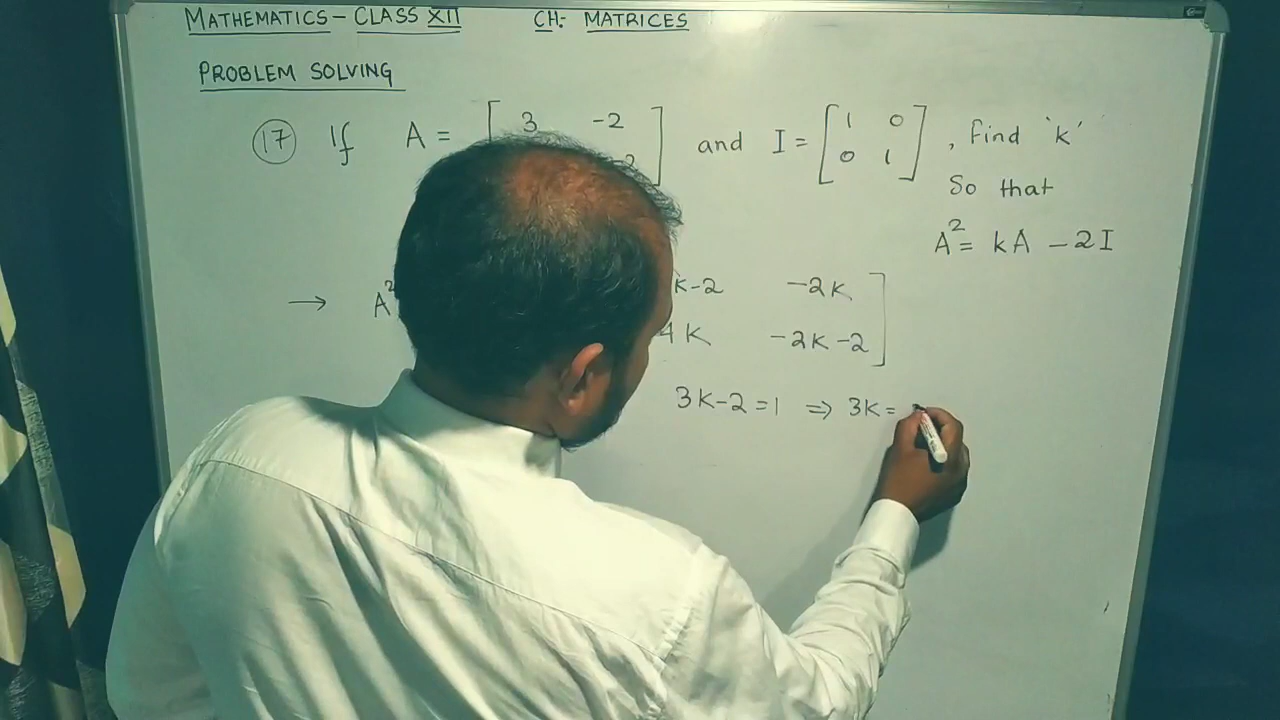 MATHEMATICS – CLASS XII CH: MATRICES
PROBLEM SOLVING
17 If A = [ 3 -2 and I = [ 1 0 , find 'k'
0 1 ]
So that
A² = kA – 2I
→ A² K-2 -2K
4K -2K-2 ]
3K-2=1 ⇒ 3K=